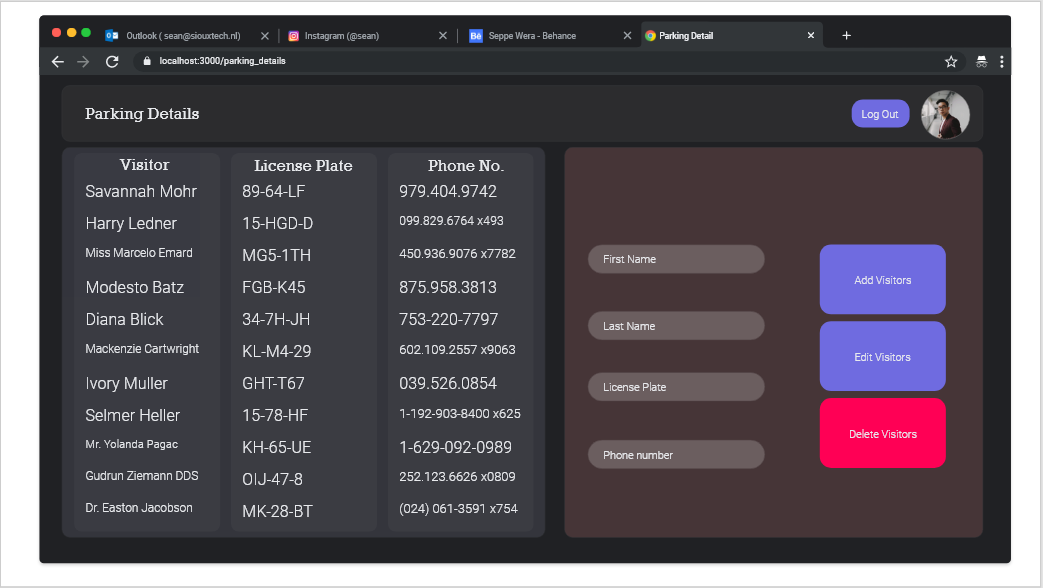 Outlook ( sean@siouxtech.nl) Instagram (@sean) Bē Seppe Wera - Behance Parking Detail
localhost:3000/parking_details
Parking Details Log Out
Visitor License Plate Phone No.
Savannah Mohr 89-64-LF 979.404.9742
Harry Ledner 15-HGD-D 099.829.6764 x493
Miss Marcelo Emard MG5-1TH 450.936.9076 x7782
Modesto Batz FGB-K45 875.958.3813
Diana Blick 34-7H-JH 753-220-7797
Mackenzie Cartwright KL-M4-29 602.109.2557 x9063
Ivory Muller GHT-T67 039.526.0854
Selmer Heller 15-78-HF 1-192-903-8400 x625
Mr. Yolanda Pagac KH-65-UE 1-629-092-0989
Gudrun Ziemann DDS OIJ-47-8 252.123.6626 x0809
Dr. Easton Jacobson MK-28-BT (024) 061-3591 x754
First Name
Last Name
License Plate
Phone number
Add Visitors
Edit Visitors
Delete Visitors